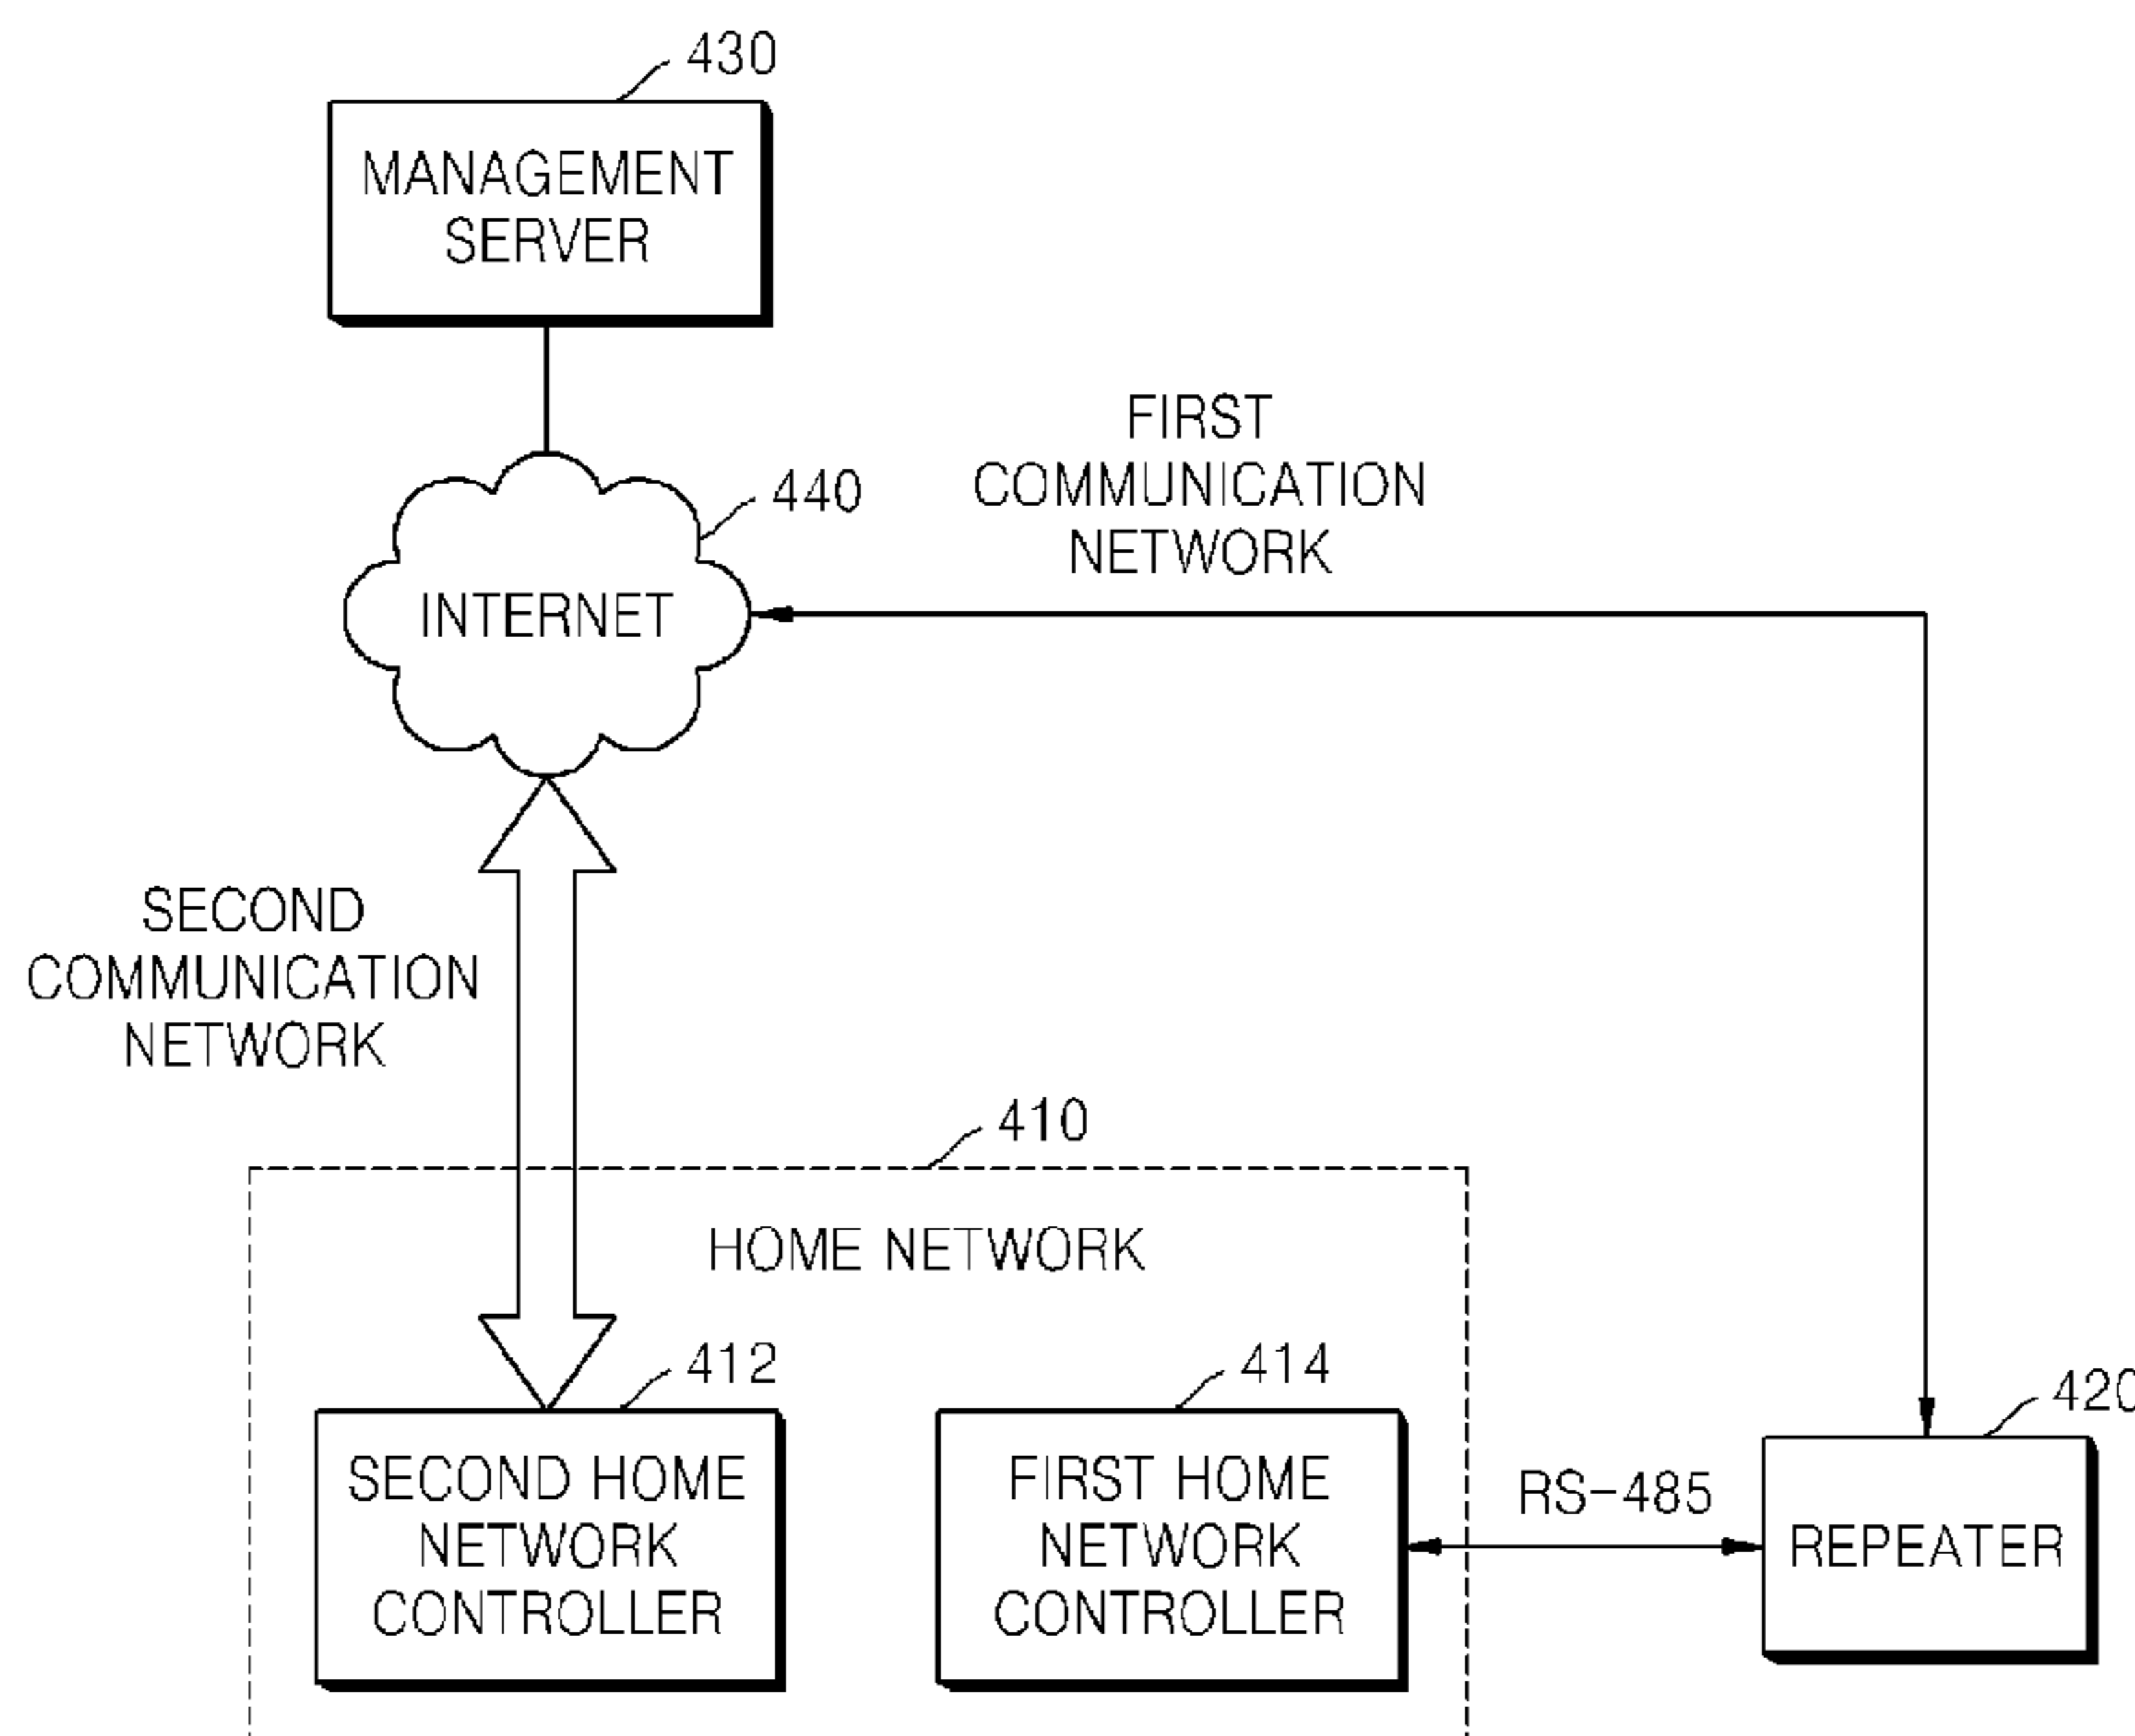 430
MANAGEMENT
SERVER
FIRST
COMMUNICATION
NETWORK
440
INTERNET
SECOND
COMMUNICATION
NETWORK
410
HOME NETWORK
412
414
420
SECOND HOME
NETWORK
CONTROLLER
FIRST HOME
NETWORK
CONTROLLER
RS-485
REPEATER